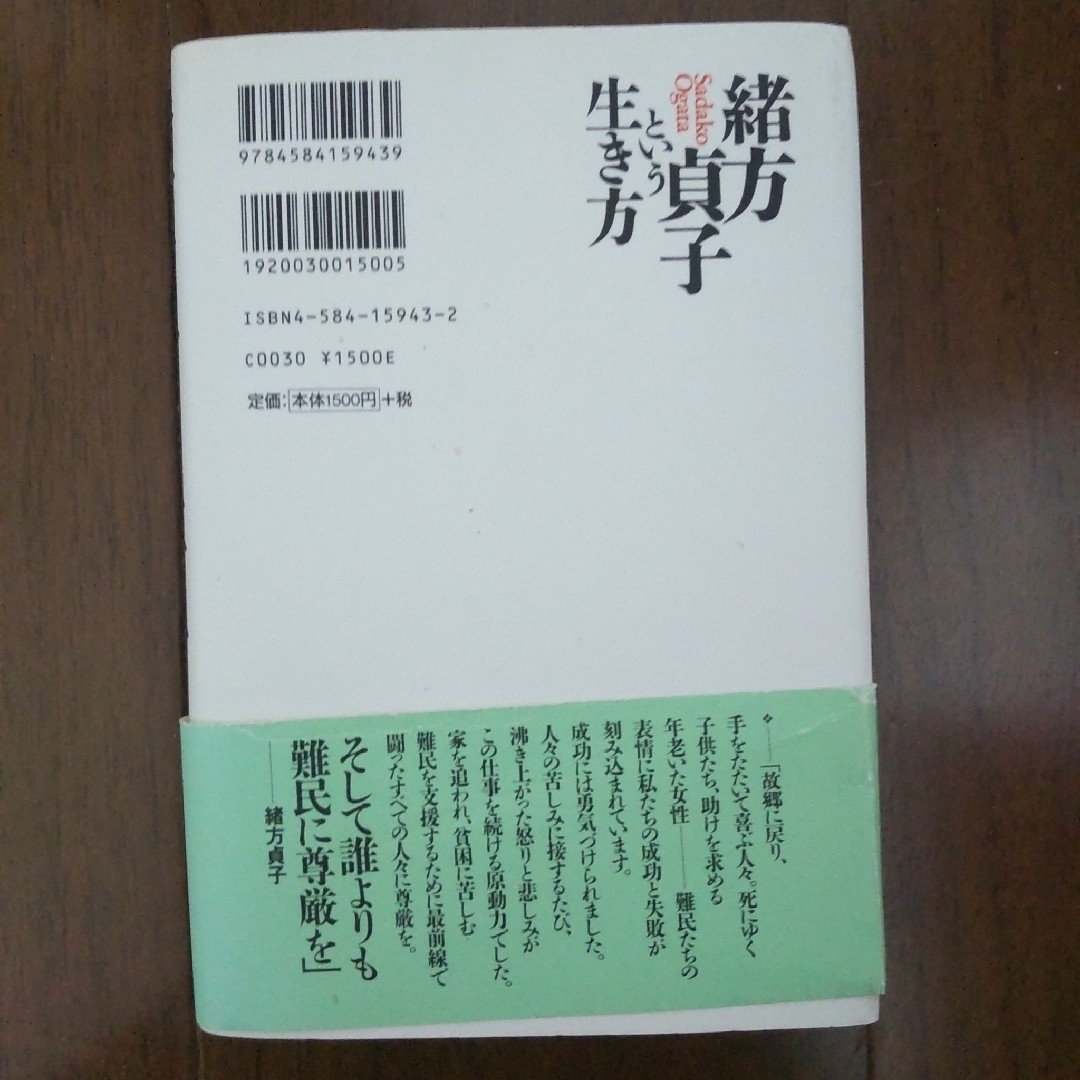 緒方
貞子
Sadako
Ogata
という
生き方
9784584159439
1920030015005
ISBN4-584-15943-2
C0030 ¥1500E
定価：本体1500円＋税
❖――「故郷に戻り、
手をたたいて喜ぶ人々。死にゆく
子供たち、助けを求める
年老いた女性――難民たちの
表情に私たちの成功と失敗が
刻み込まれています。
成功には勇気づけられました。
人々の苦しみに接するたび、
沸き上がった怒りと悲しみが
この仕事を続ける原動力でした。
家を追われ、貧困に苦しむ
難民を支援するために最前線で
闘ったすべての人々に尊厳を。
そして誰よりも
難民に尊厳を」
――緒方貞子